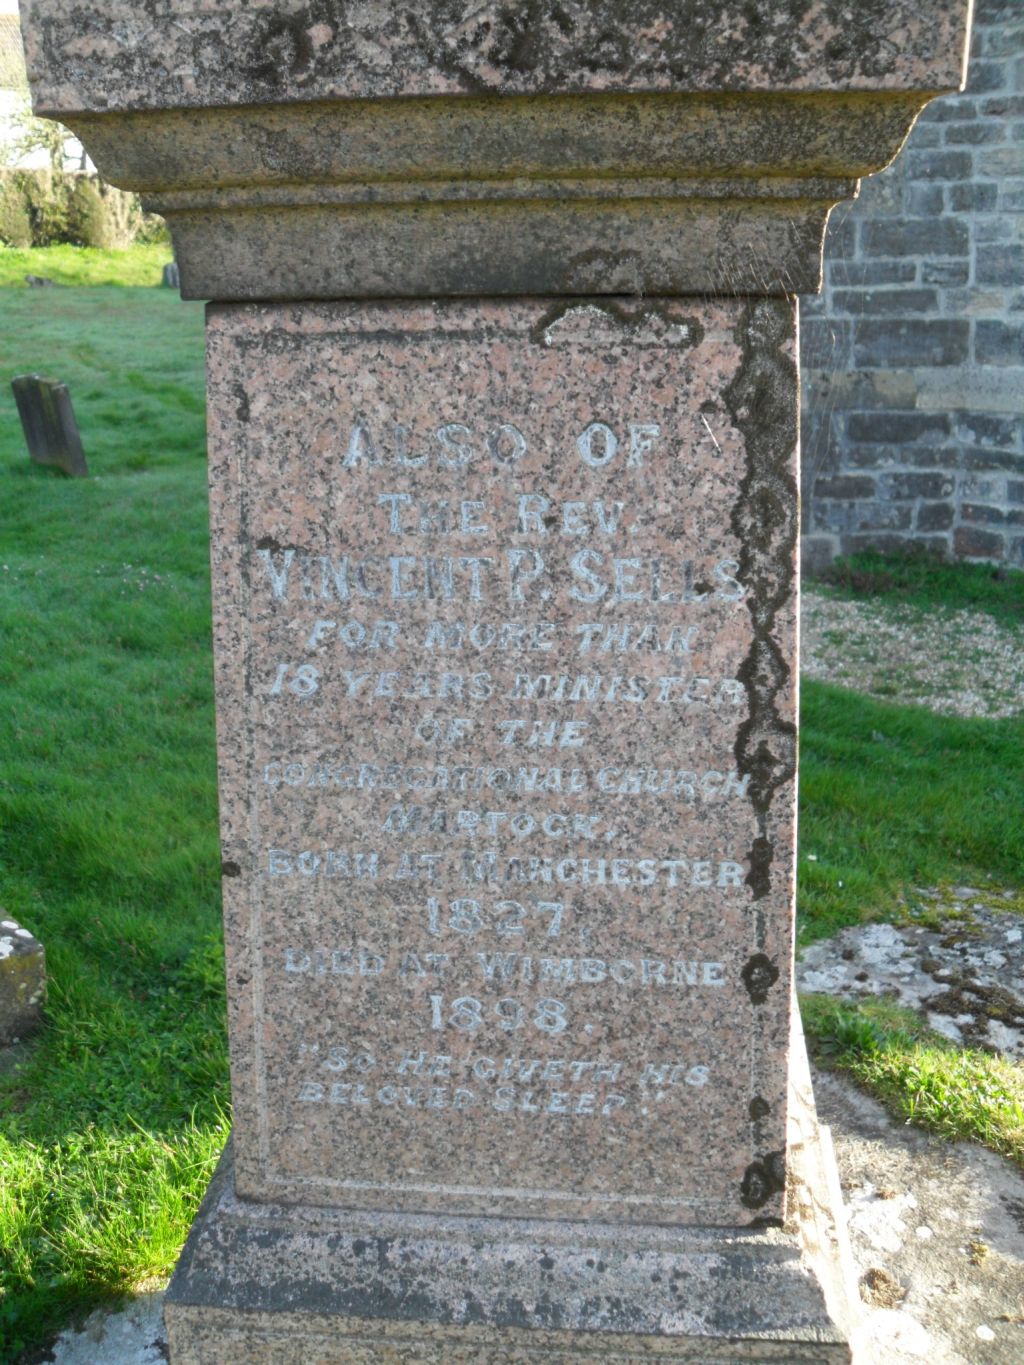 ALSO OF
THE REV.
VINCENT P. SELLS
FOR MORE THAN
18 YEARS MINISTER
OF THE
CONGREGATIONAL CHURCH
MARTOCK,
BORN AT MANCHESTER
1827,
DIED AT WIMBORNE
1898.
"SO HE GIVETH HIS
BELOVED SLEEP."